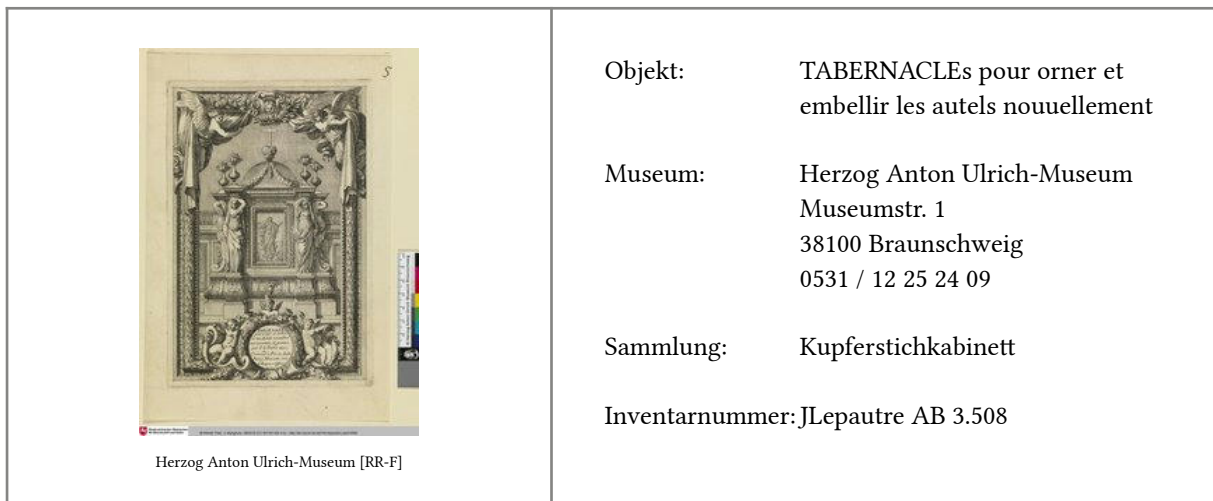 5
Herzog Anton Ulrich-Museum [RR-F]
Objekt: TABERNACLEs pour orner et
embellir les autels nouuellement
Museum: Herzog Anton Ulrich-Museum
Museumstr. 1
38100 Braunschweig
0531 / 12 25 24 09
Sammlung: Kupferstichkabinett
Inventarnummer: JLepautre AB 3.508